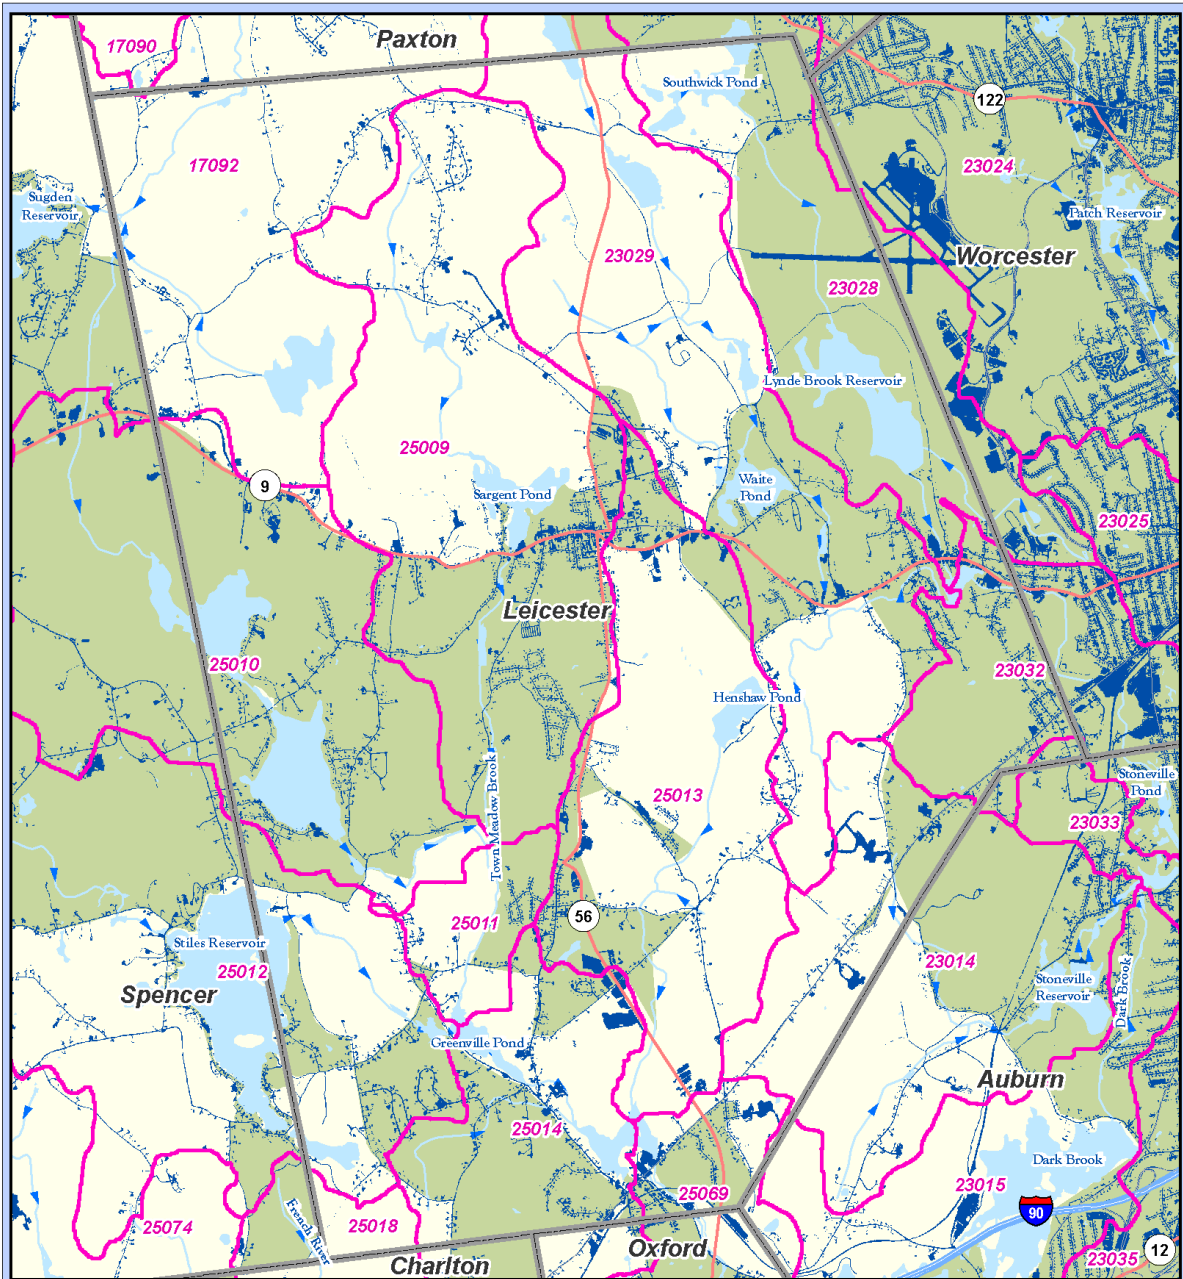 17090
Paxton
Southwick Pond
122
17092
23024
Sugden
Reservoir
Patch Reservoir
23029
Worcester
23028
Lynde Brook Reservoir
25009
9
Sargent Pond
Waite
Pond
23025
Leicester
25010
23032
Henshaw Pond
Town Meadow Brook
25013
Stoneville
Pond
23033
56
25011
Stiles Reservoir
25012
23014
Spencer
Stoneville
Reservoir
Dark Brook
Greenville Pond
Auburn
25014
Dark Brook
25069
23015
90
25074
25018
French River
Oxford
12
23035
Charlton